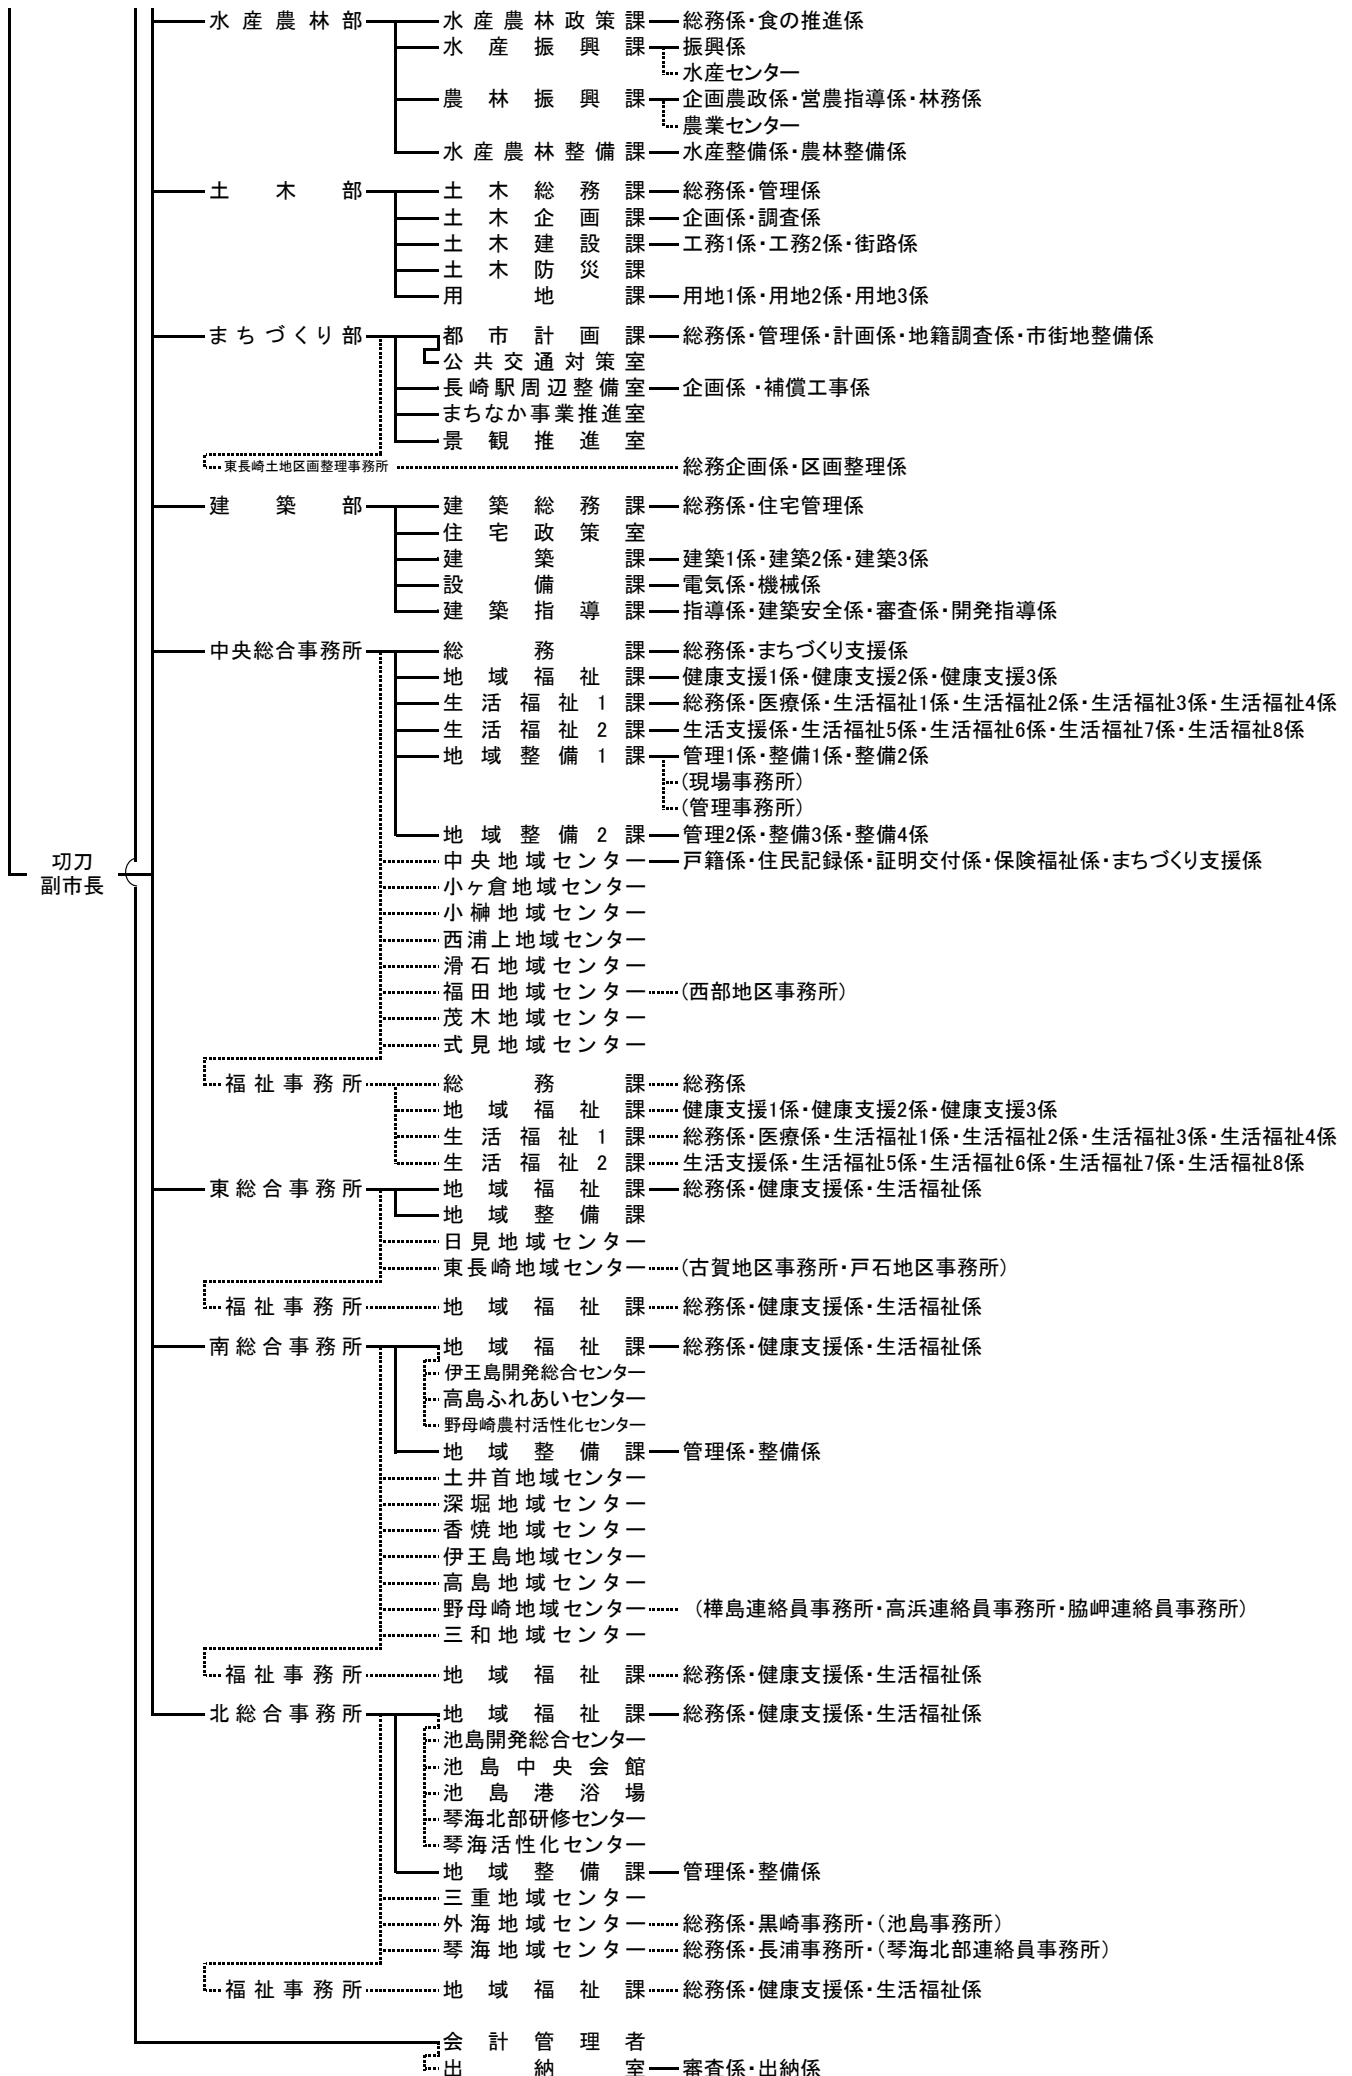 水産農林部 水産農林政策課 総務係・食の推進係
水産振興課 振興係
水産センター
農林振興課 企画農政係・営農指導係・林務係
農業センター
水産農林整備課 水産整備係・農林整備係
土木部 土木総務課 総務係・管理係
土木企画課 企画係・調査係
土木建設課 工務1係・工務2係・街路係
土木防災課
用地課 用地1係・用地2係・用地3係
まちづくり部 都市計画課 総務係・管理係・計画係・地籍調査係・市街地整備係
公共交通対策室
長崎駅周辺整備室 企画係・補償工事係
まちなか事業推進室
景観推進室
東長崎土地区画整理事務所 総務企画係・区画整理係
建築部 建築総務課 総務係・住宅管理係
住宅政策室
建築課 建築1係・建築2係・建築3係
設備課 電気係・機械係
建築指導課 指導係・建築安全係・審査係・開発指導係
中央総合事務所 総務課 総務係・まちづくり支援係
地域福祉課 健康支援1係・健康支援2係・健康支援3係
生活福祉1課 総務係・医療係・生活福祉1係・生活福祉2係・生活福祉3係・生活福祉4係
生活福祉2課 生活支援係・生活福祉5係・生活福祉6係・生活福祉7係・生活福祉8係
地域整備1課 管理1係・整備1係・整備2係
(現場事務所)
(管理事務所)
地域整備2課 管理2係・整備3係・整備4係
切刀
副市長
中央地域センター 戸籍係・住民記録係・証明交付係・保険福祉係・まちづくり支援係
小ヶ倉地域センター
小榊地域センター
西浦上地域センター
滑石地域センター
福田地域センター (西部地区事務所)
茂木地域センター
式見地域センター
福祉事務所 総務課 総務係
地域福祉課 健康支援1係・健康支援2係・健康支援3係
生活福祉1課 総務係・医療係・生活福祉1係・生活福祉2係・生活福祉3係・生活福祉4係
生活福祉2課 生活支援係・生活福祉5係・生活福祉6係・生活福祉7係・生活福祉8係
東総合事務所 地域福祉課 総務係・健康支援係・生活福祉係
地域整備課
日見地域センター
東長崎地域センター (古賀地区事務所・戸石地区事務所)
福祉事務所 地域福祉課 総務係・健康支援係・生活福祉係
南総合事務所 地域福祉課 総務係・健康支援係・生活福祉係
伊王島開発総合センター
高島ふれあいセンター
野母崎農村活性化センター
地域整備課 管理係・整備係
土井首地域センター
深堀地域センター
香焼地域センター
伊王島地域センター
高島地域センター
野母崎地域センター (樺島連絡員事務所・高浜連絡員事務所・脇岬連絡員事務所)
三和地域センター
福祉事務所 地域福祉課 総務係・健康支援係・生活福祉係
北総合事務所 地域福祉課 総務係・健康支援係・生活福祉係
池島開発総合センター
池島中央会館
池島港浴場
琴海北部研修センター
琴海活性化センター
地域整備課 管理係・整備係
三重地域センター
外海地域センター 総務係・黒崎事務所・(池島事務所)
琴海地域センター 総務係・長浦事務所・(琴海北部連絡員事務所)
福祉事務所 地域福祉課 総務係・健康支援係・生活福祉係
会計管理者
出納室 審査係・出納係